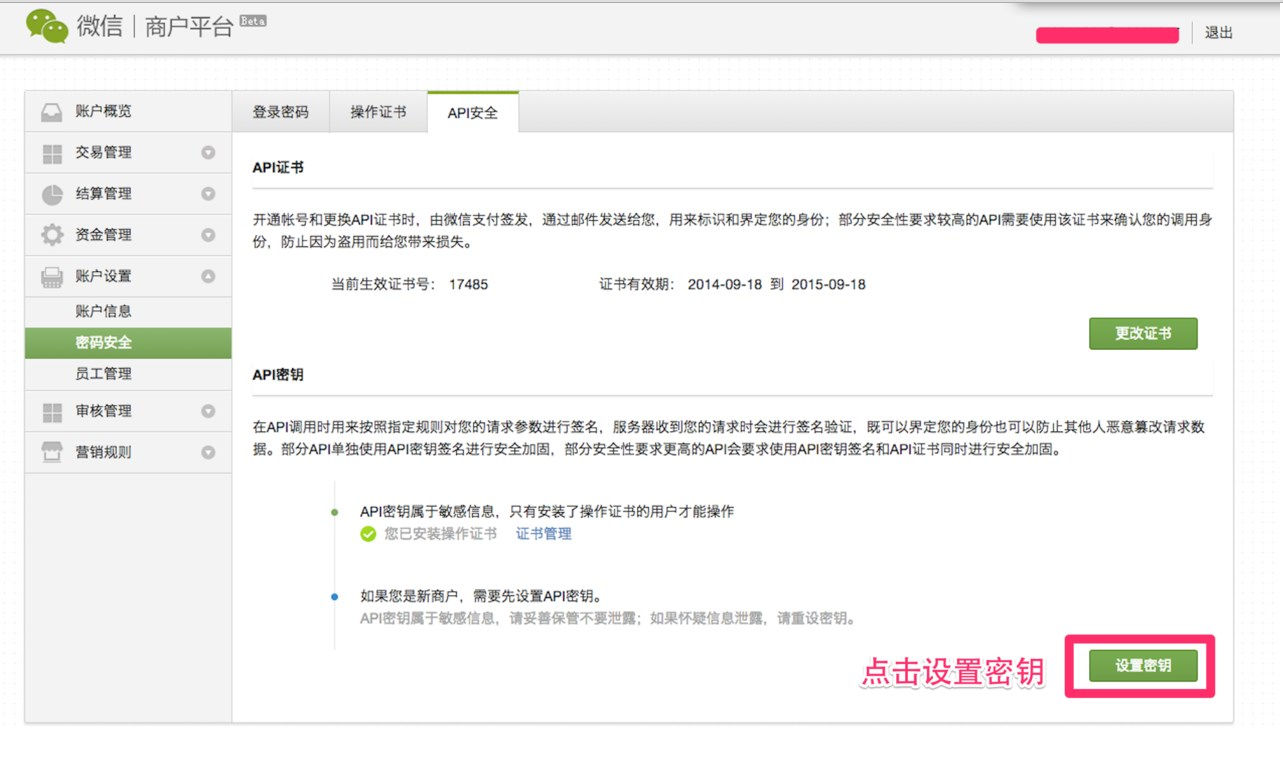 微信 | 商户平台 Beta
退出
账户概览
交易管理
结算管理
资金管理
账户设置
账户信息
密码安全
员工管理
审核管理
营销规则
登录密码 操作证书 API安全
API证书
开通帐号和更换API证书时，由微信支付签发，通过邮件发送给您，用来标识和界定您的身份；部分安全性要求较高的API需要使用该证书来确认您的调用身
份，防止因为盗用而给您带来损失。
当前生效证书号： 17485 证书有效期： 2014-09-18 到 2015-09-18
更改证书
API密钥
在API调用时用来按照指定规则对您的请求参数进行签名，服务器收到您的请求时会进行签名验证，既可以界定您的身份也可以防止其他人恶意篡改请求数
据。部分API单独使用API密钥签名进行安全加固，部分安全性要求更高的API会要求使用API密钥签名和API证书同时进行安全加固。
API密钥属于敏感信息，只有安装了操作证书的用户才能操作
您已安装操作证书 证书管理
如果您是新商户，需要先设置API密钥。
API密钥属于敏感信息，请妥善保管不要泄露；如果怀疑信息泄露，请重设密钥。
点击设置密钥 设置密钥